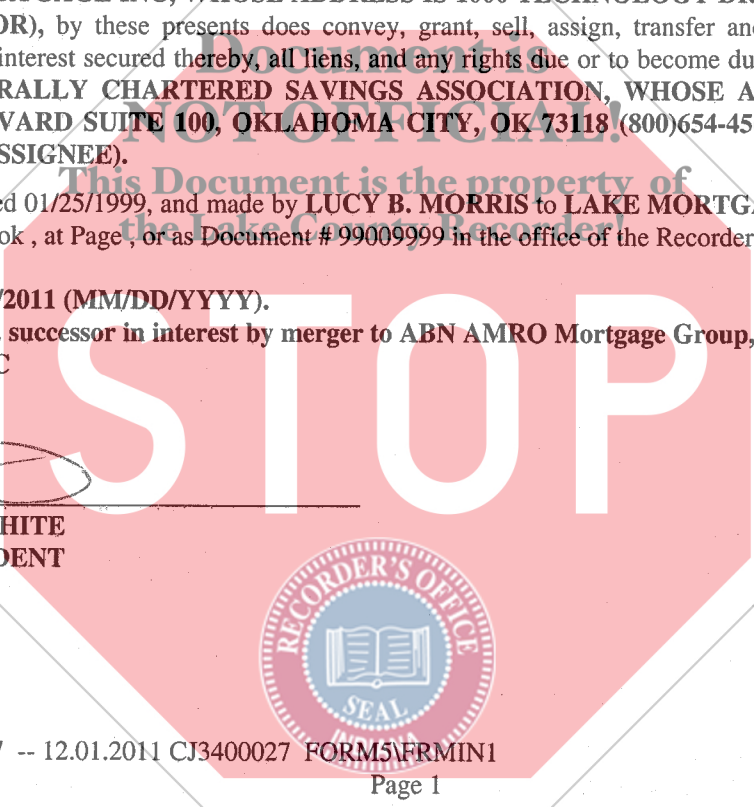 OR), by these presents does convey, grant, sell, assign, transfer and
Document is
interest secured thereby, all liens, and any rights due or to become du
RALLY CHARTERED SAVINGS ASSOCIATION, WHOSE A
NOT OFFICIAL!
VARD SUITE 100, OKLAHOMA CITY, OK 73118 (800)654-45
SSIGNEE).
This Document is the property of
ed 01/25/1999, and made by LUCY B. MORRIS to LAKE MORTG
the Lake County Recorder!
ok , at Page , or as Document # 99009999 in the office of the Recorder
/2011 (MM/DD/YYYY).
successor in interest by merger to ABN AMRO Mortgage Group,
C
STOP
HITE
DENT
RECORDER'S OFFICE
SEAL
INDIANA
-- 12.01.2011 CJ3400027 FORM5\FRMIN1
Page 1